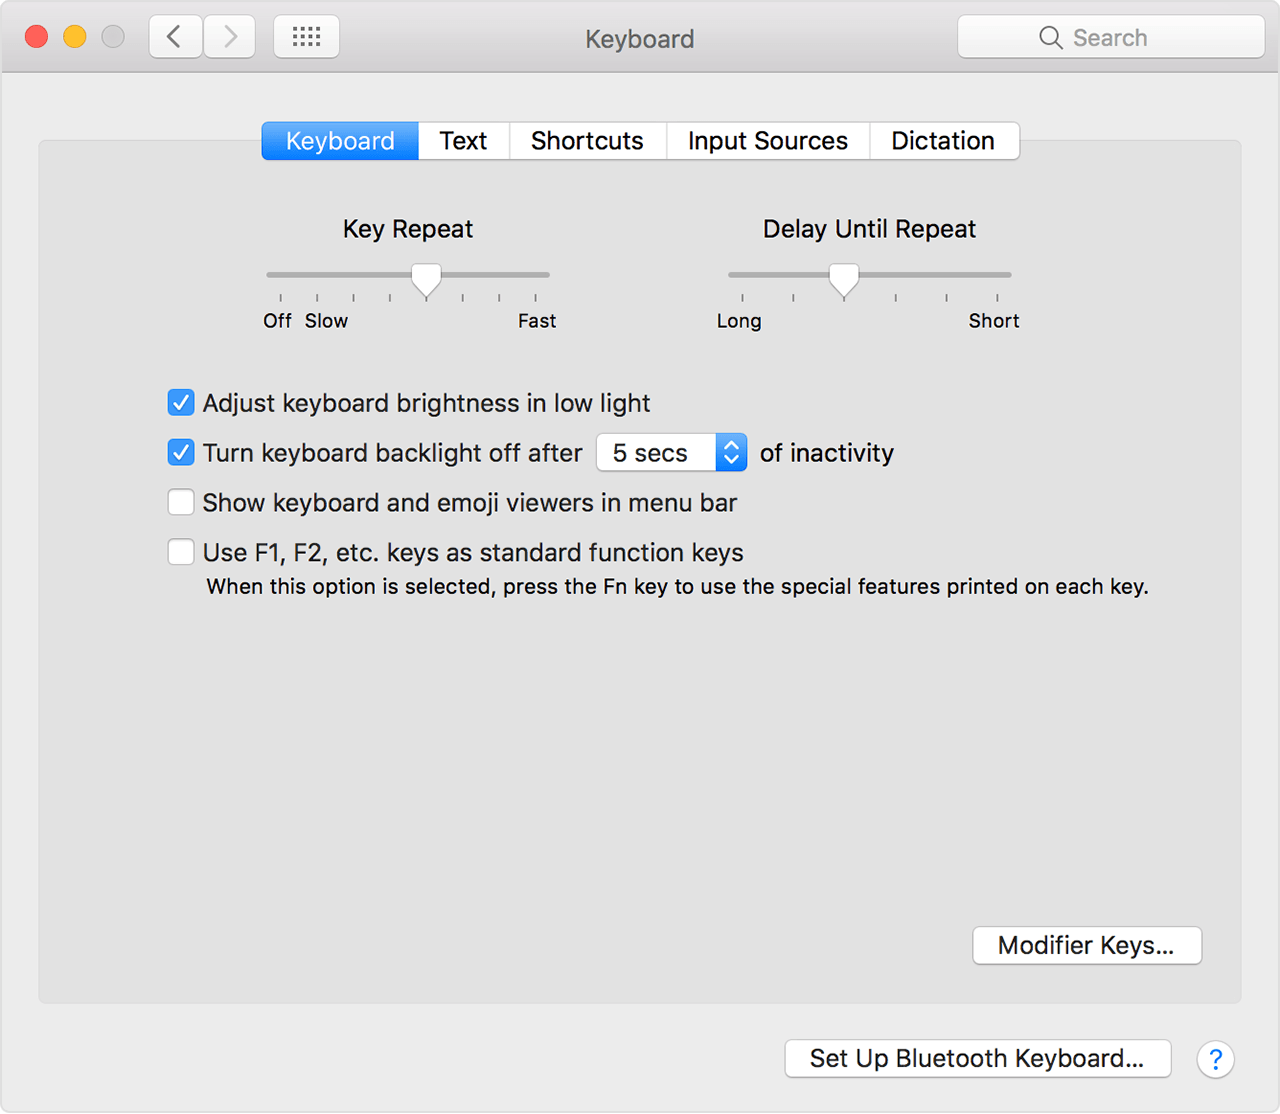 Keyboard
Search
Keyboard Text Shortcuts Input Sources Dictation
Key Repeat Delay Until Repeat
Off Slow Fast Long Short
Adjust keyboard brightness in low light
Turn keyboard backlight off after 5 secs of inactivity
Show keyboard and emoji viewers in menu bar
Use F1, F2, etc. keys as standard function keys
When this option is selected, press the Fn key to use the special features printed on each key.
Modifier Keys...
Set Up Bluetooth Keyboard... ?